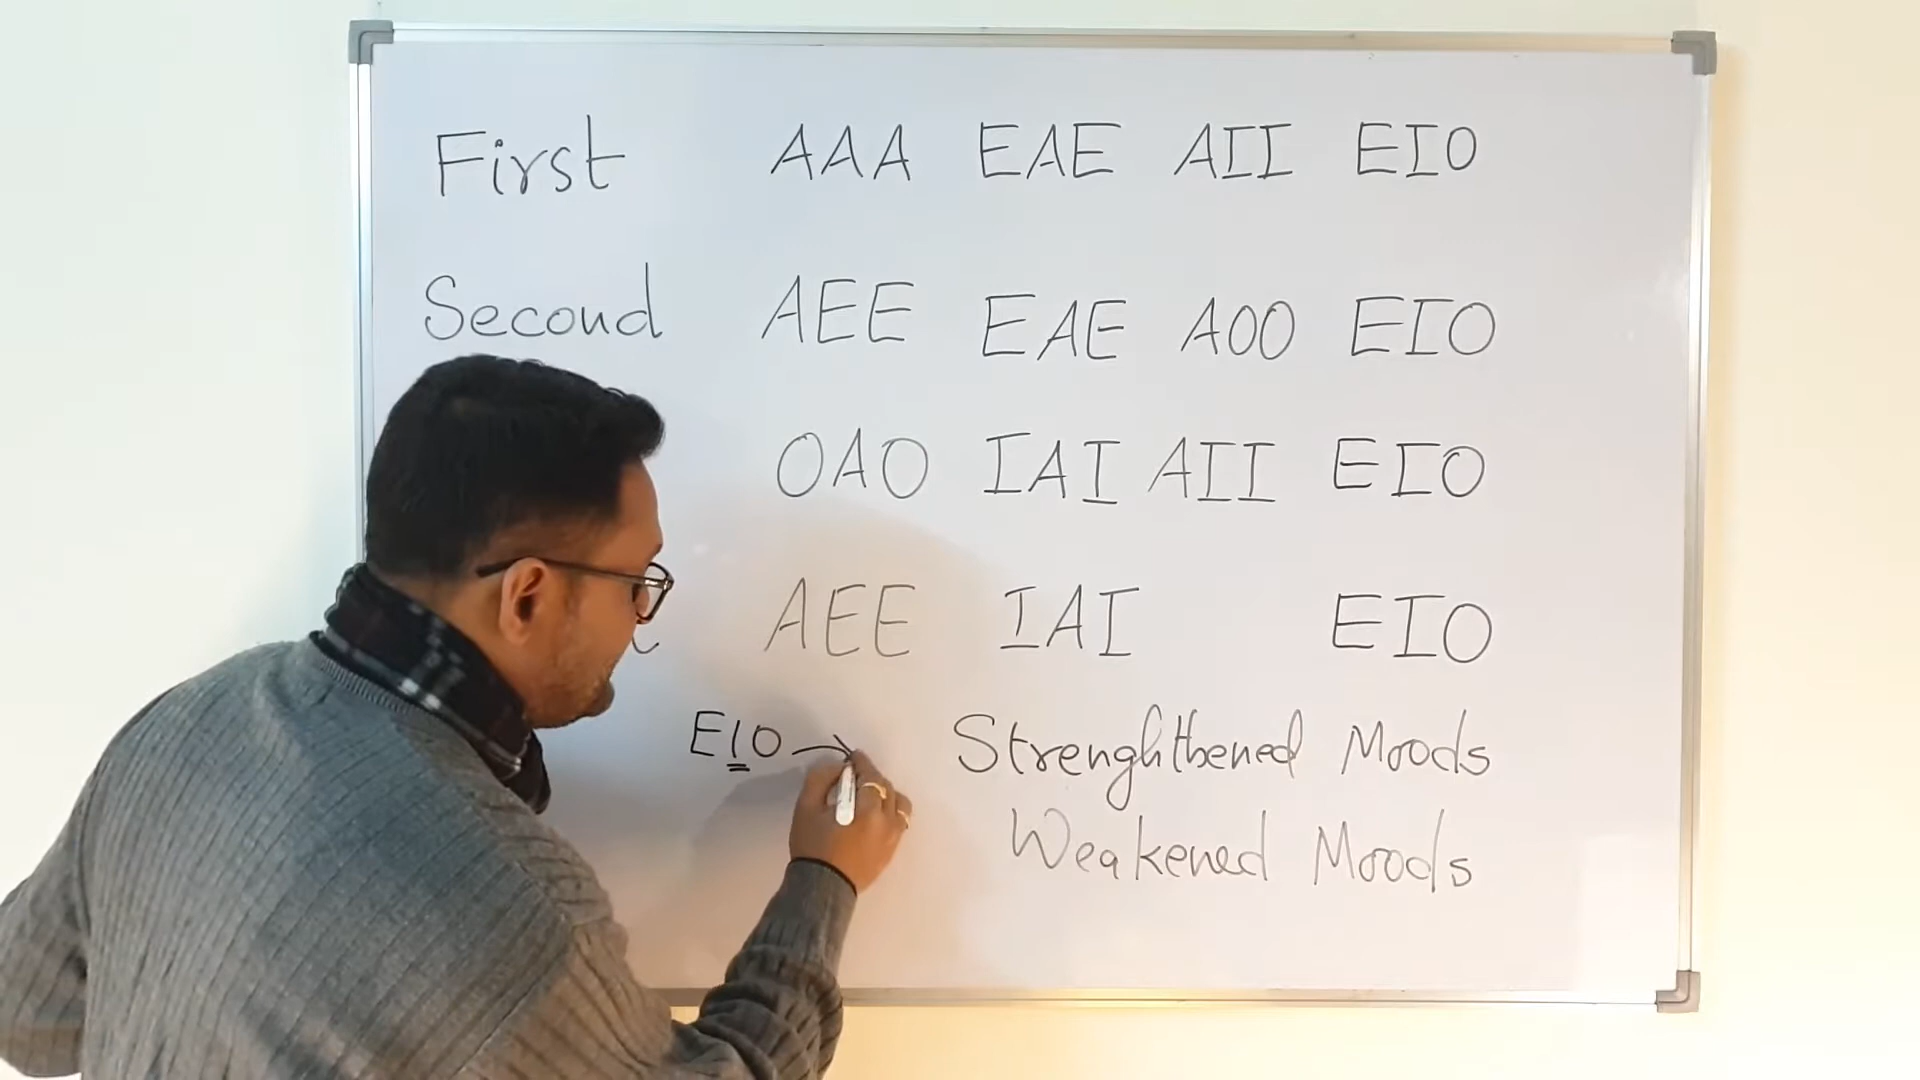 First AAA EAE AII EIO
Second AEE EAE AOO EIO
OAO IAI AII EIO
AEE IAI EIO
EIO Strenghthened Moods
Weakened Moods